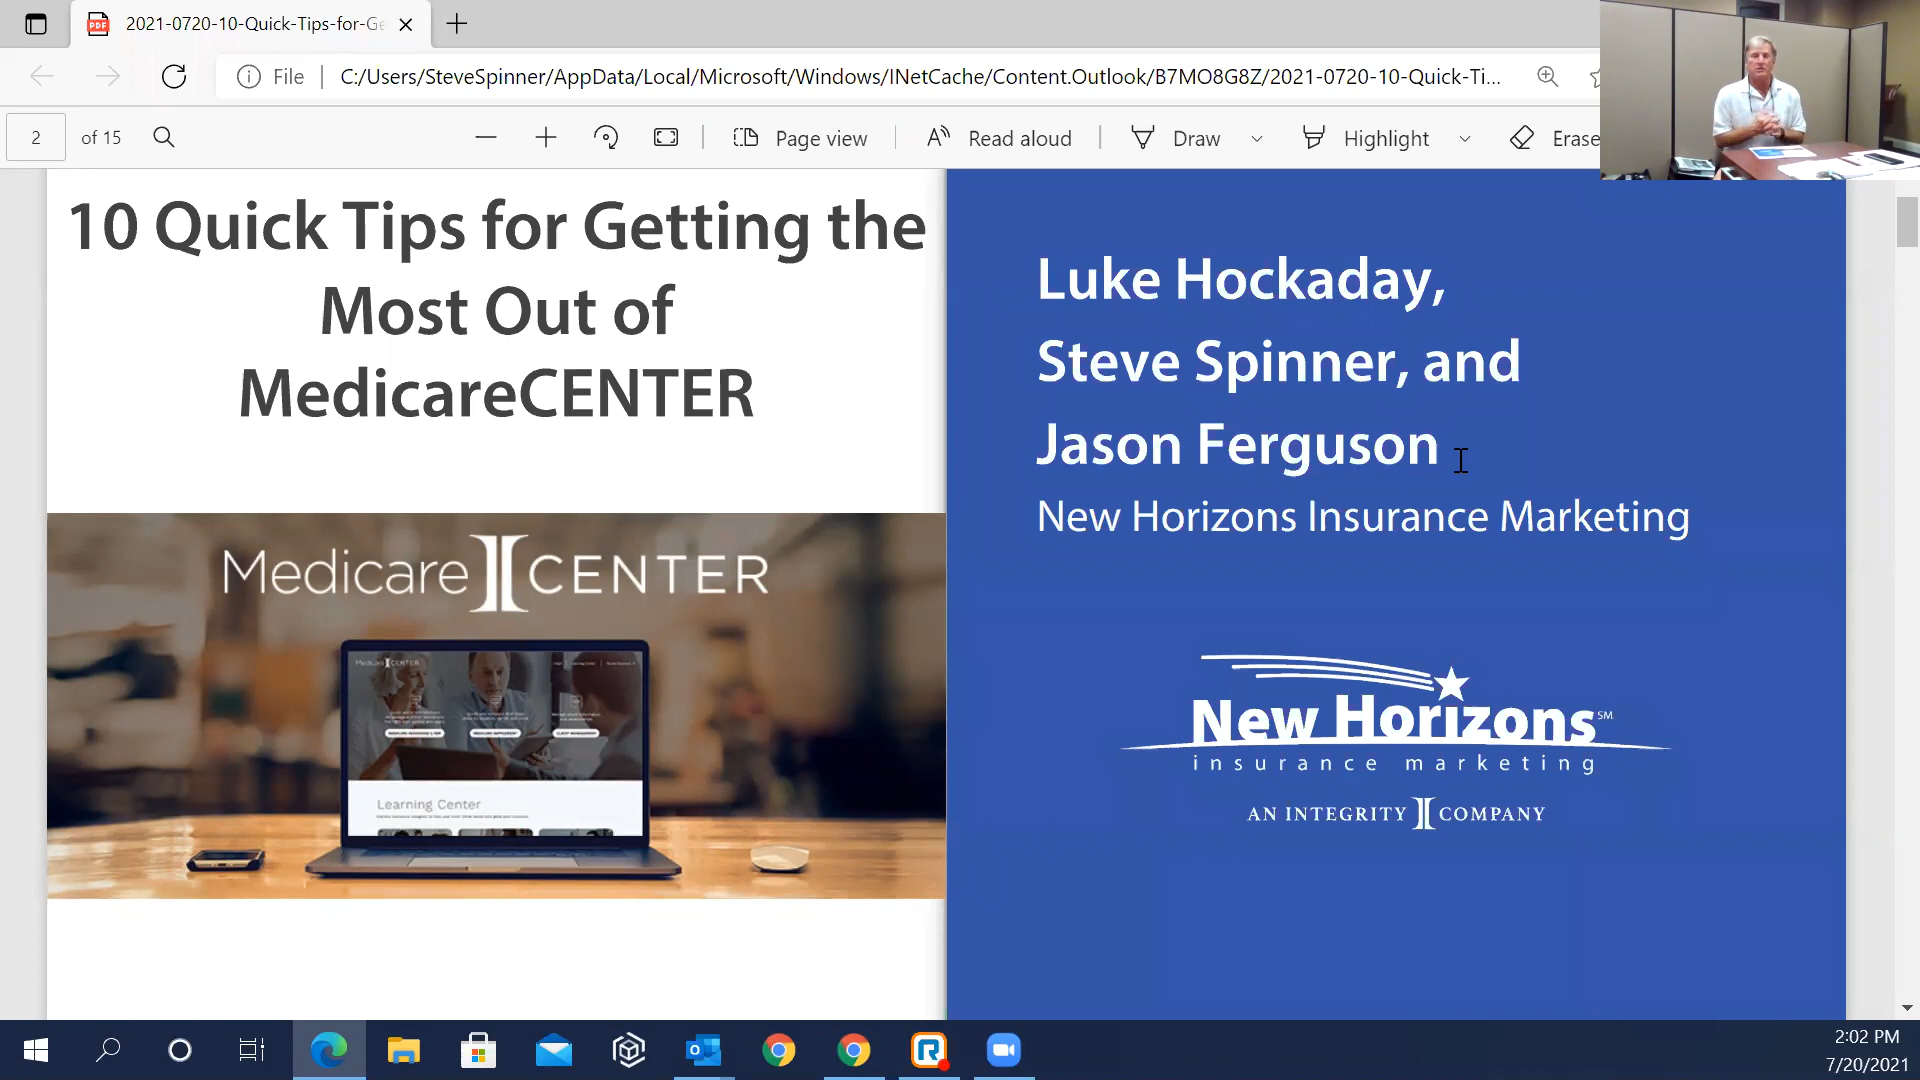 2021-0720-10-Quick-Tips-for-Ge
File
C:/Users/SteveSpinner/AppData/Local/Microsoft/Windows/INetCache/Content.Outlook/B7MO8G8Z/2021-0720-10-Quick-Ti...
2 of 15
Page view
Read aloud
Draw
Highlight
Erase
10 Quick Tips for Getting the
Most Out of
MedicareCENTER
Medicare CENTER
Medicare CENTER
Learning Center
Luke Hockaday,
Steve Spinner, and
Jason Ferguson
New Horizons Insurance Marketing
New Horizons SM
insurance marketing
AN INTEGRITY COMPANY
2:02 PM
7/20/2021